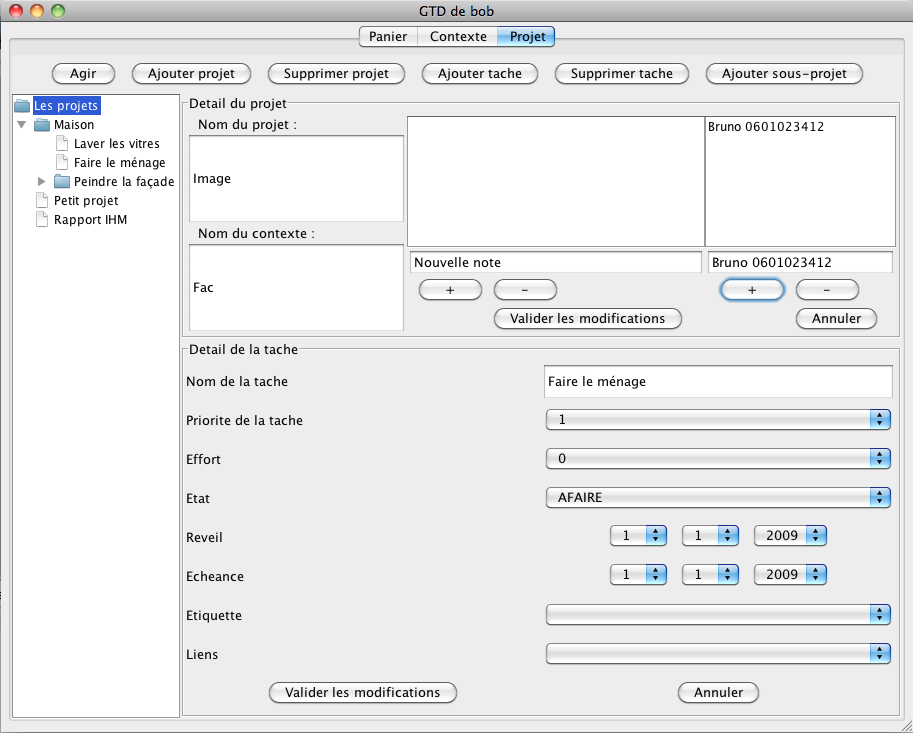 GTD de bob
Panier Contexte Projet
Agir Ajouter projet Supprimer projet Ajouter tache Supprimer tache Ajouter sous-projet
Les projets
Maison
Laver les vitres
Faire le ménage
Peindre la façade
Petit projet
Rapport IHM
Detail du projet
Nom du projet :
Image
Nom du contexte :
Fac
Bruno 0601023412
Nouvelle note
Bruno 0601023412
+ - + -
Valider les modifications Annuler
Detail de la tache
Nom de la tache Faire le ménage
Priorite de la tache 1
Effort 0
Etat AFAIRE
Reveil 1 1 2009
Echeance 1 1 2009
Etiquette
Liens
Valider les modifications Annuler